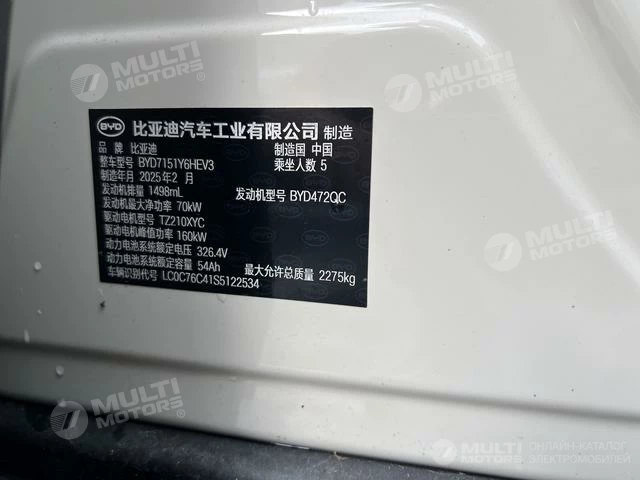 MULTI MOTORS
MULTI MOTORS
BYD 比亚迪汽车工业有限公司 制造
品 牌 比亚迪 制造国 中国
整车型号 BYD7151Y6HEV3 乘坐人数 5
制造年月 2025年2 月
发动机排量 1498mL 发动机型号 BYD472QC
发动机最大净功率 70kW
驱动电机型号 TZ210XYC
驱动电机峰值功率 160kW
动力电池系统额定电压 326.4V
动力电池系统额定容量 54Ah 最大允许总质量 2275kg
车辆识别代号 LC0C76C41S5122534
MULTI MOTORS
MULTI MOTORS
MULTI MOTORS ОНЛАЙН-КАТАЛОГ
ЭЛЕКТРОМОБИЛЕЙ